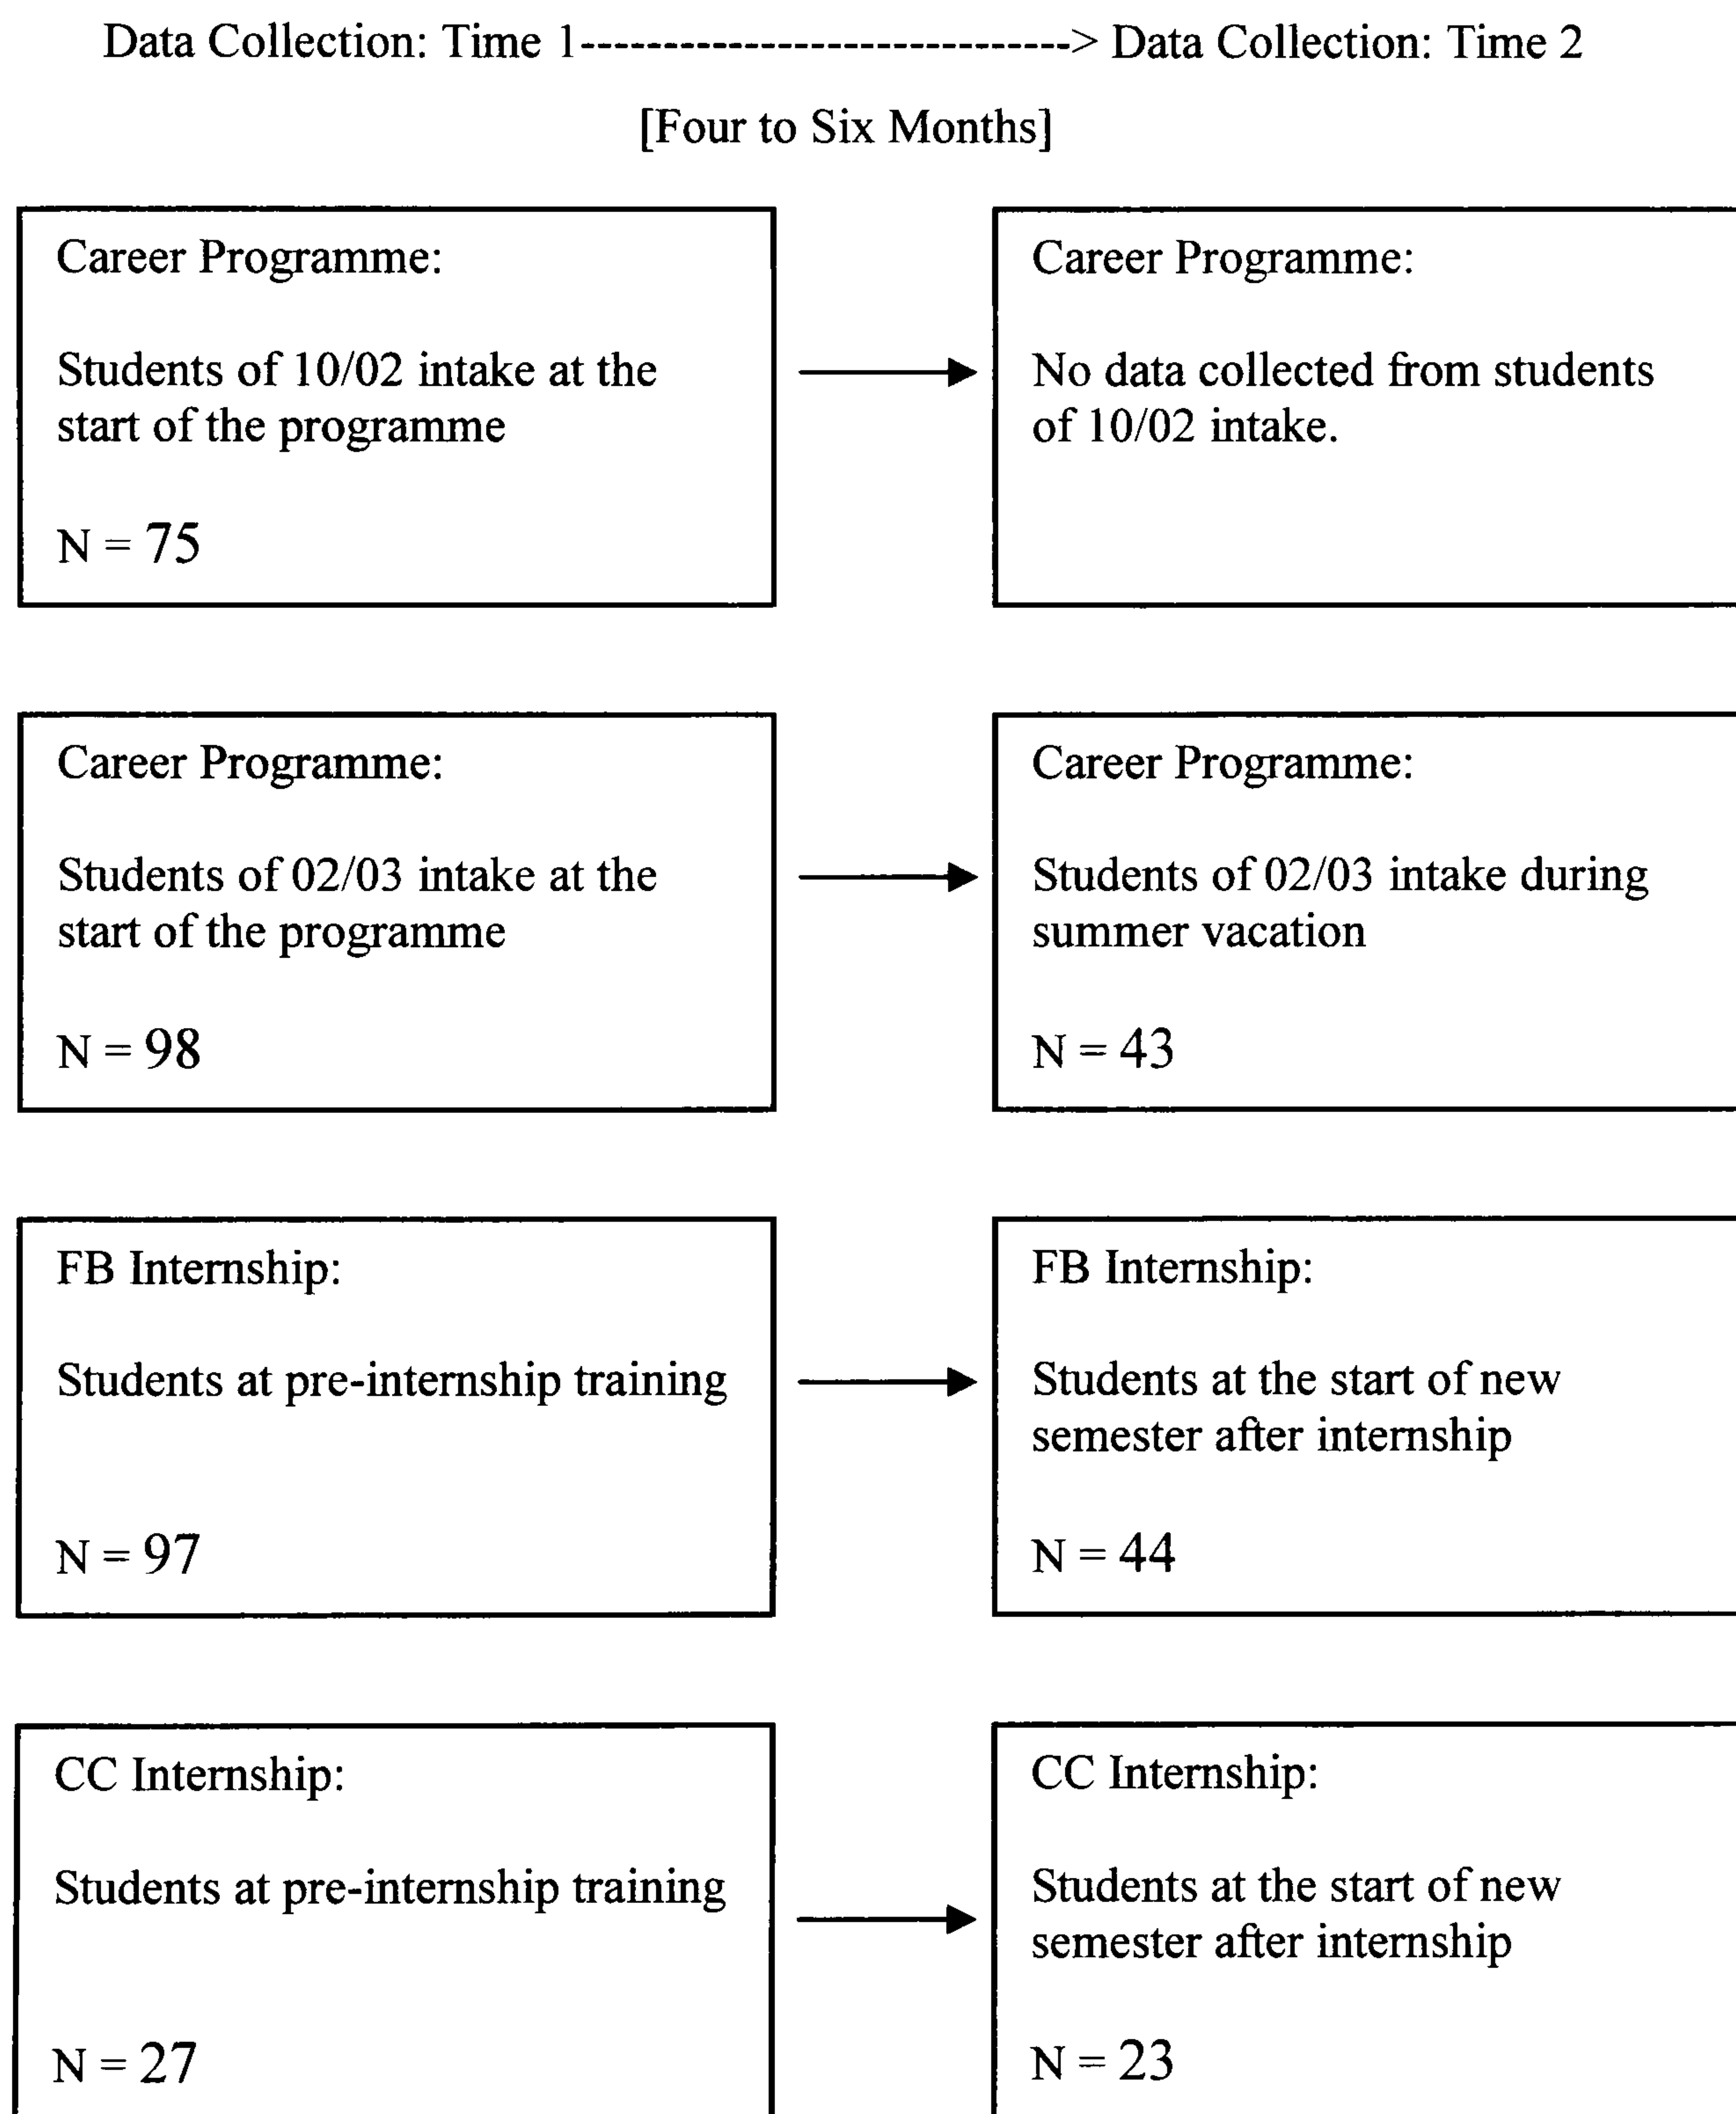 Data Collection: Time 1----------------------------> Data Collection: Time 2
[Four to Six Months]
Career Programme:
Students of 10/02 intake at the
start of the programme
N = 75
Career Programme:
No data collected from students
of 10/02 intake.
Career Programme:
Students of 02/03 intake at the
start of the programme
N = 98
Career Programme:
Students of 02/03 intake during
summer vacation
N = 43
FB Internship:
Students at pre-internship training
N = 97
FB Internship:
Students at the start of new
semester after internship
N = 44
CC Internship:
Students at pre-internship training
N = 27
CC Internship:
Students at the start of new
semester after internship
N = 23